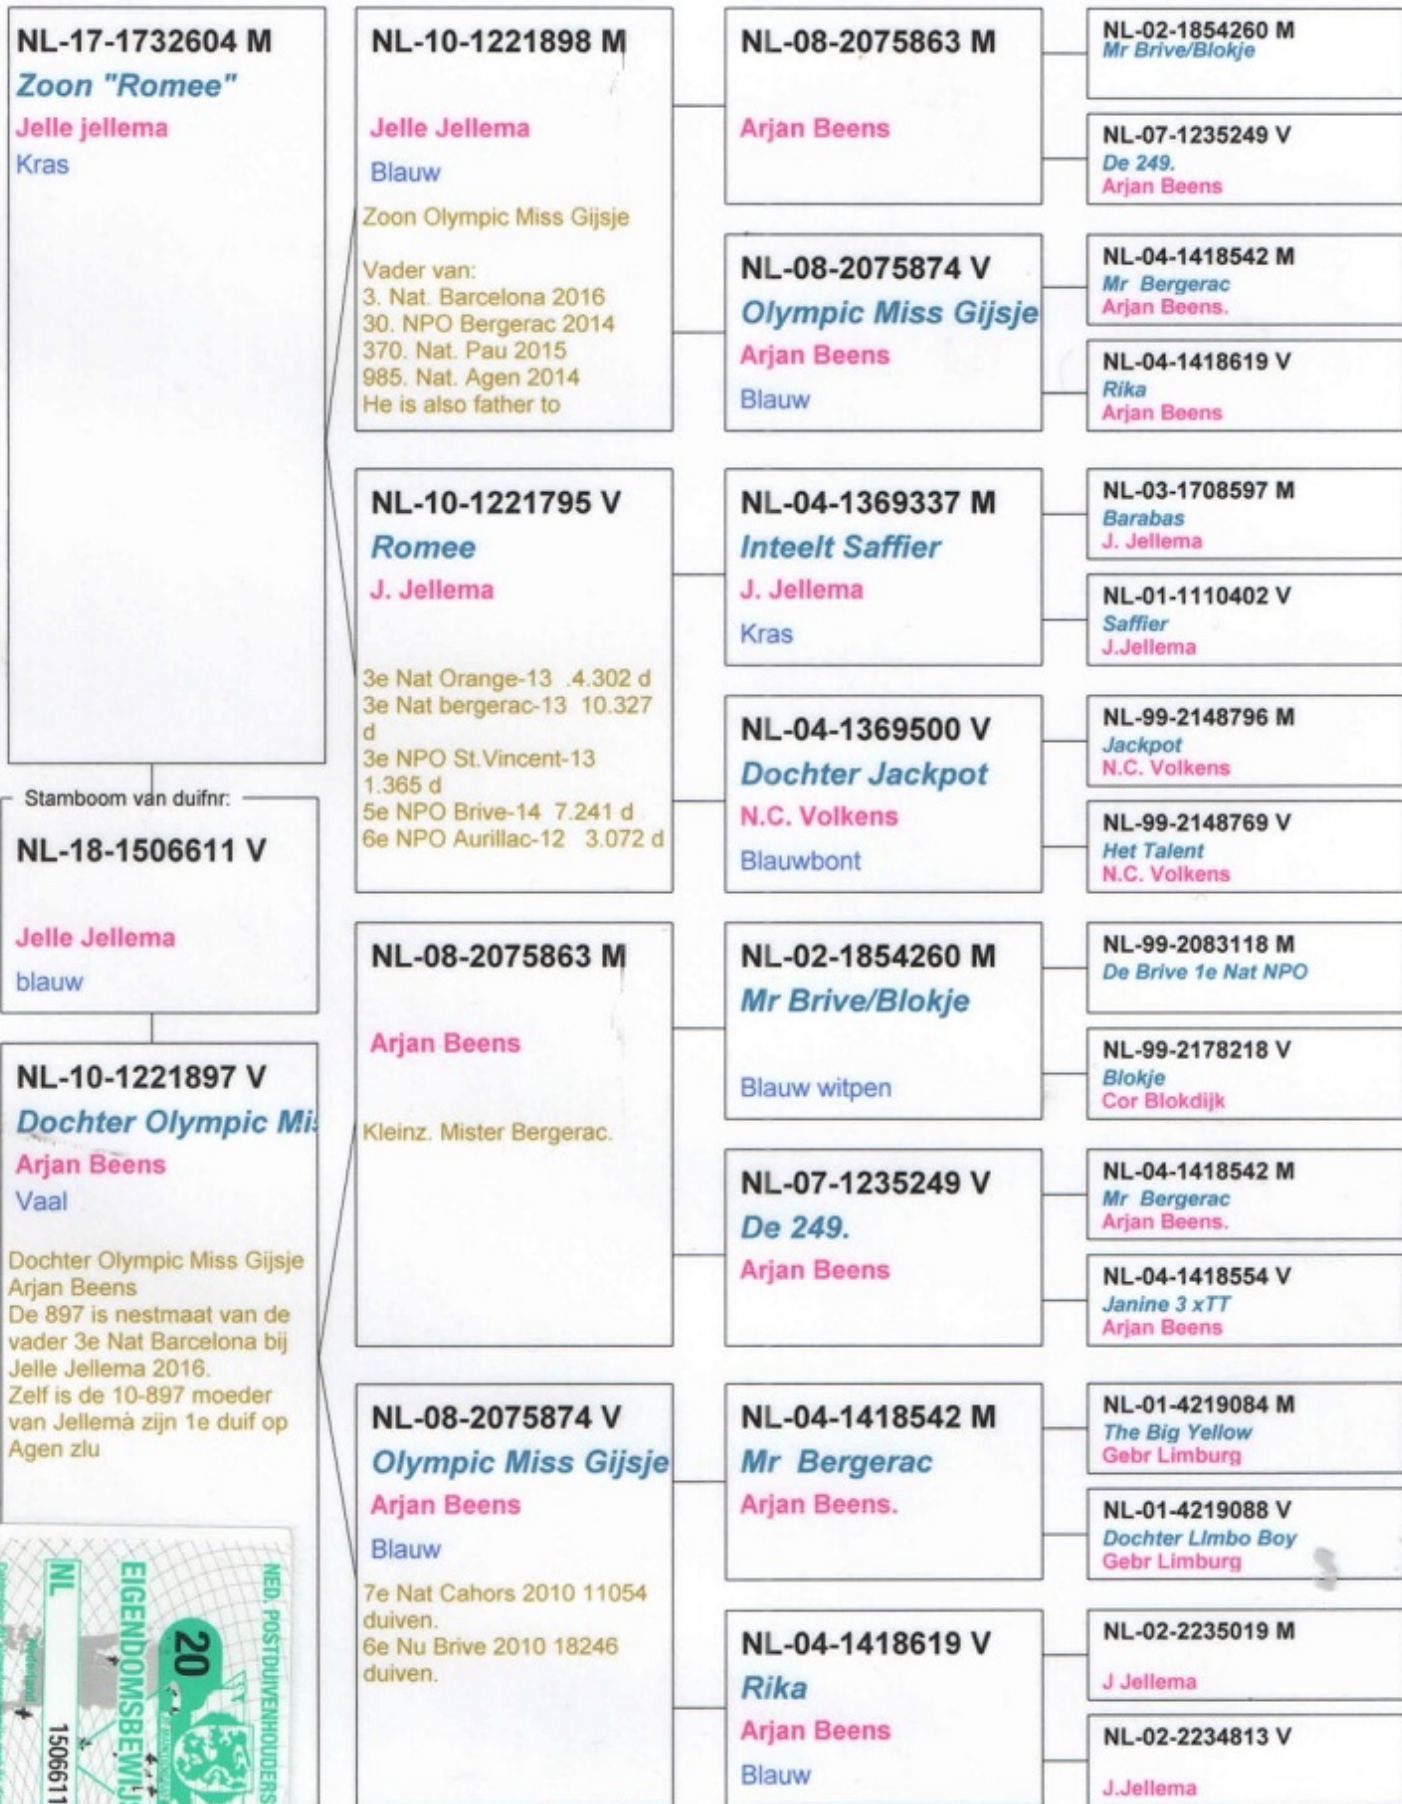 NL-17-1732604 M
Zoon "Romee"
Jelle jellema
Kras
Stamboom van duifnr:
NL-18-1506611 V
Jelle Jellema
blauw
NL-10-1221897 V
Dochter Olympic Mis
Arjan Beens
Vaal
Dochter Olympic Miss Gijsje
Arjan Beens
De 897 is nestmaat van de
vader 3e Nat Barcelona bij
Jelle Jellema 2016.
Zelf is de 10-897 moeder
van Jellema zijn 1e duif op
Agen zlu
NED. POSTDUIVENHOUDERS
20
EIGENDOMSBEWIJS
NL
1506611
Nederland
NL-10-1221898 M
Jelle Jellema
Blauw
Zoon Olympic Miss Gijsje
Vader van:
3. Nat. Barcelona 2016
30. NPO Bergerac 2014
370. Nat. Pau 2015
985. Nat. Agen 2014
He is also father to
NL-10-1221795 V
Romee
J. Jellema
3e Nat Orange-13 .4.302 d
3e Nat bergerac-13 10.327
d
3e NPO St.Vincent-13
1.365 d
5e NPO Brive-14 7.241 d
6e NPO Aurillac-12 3.072 d
NL-08-2075863 M
Arjan Beens
Kleinz. Mister Bergerac.
NL-08-2075874 V
Olympic Miss Gijsje
Arjan Beens
Blauw
7e Nat Cahors 2010 11054
duiven.
6e Nu Brive 2010 18246
duiven.
NL-08-2075863 M
Arjan Beens
NL-08-2075874 V
Olympic Miss Gijsje
Arjan Beens
Blauw
NL-04-1369337 M
Inteelt Saffier
J. Jellema
Kras
NL-04-1369500 V
Dochter Jackpot
N.C. Volkens
Blauwbont
NL-02-1854260 M
Mr Brive/Blokje
Blauw witpen
NL-07-1235249 V
De 249.
Arjan Beens
NL-04-1418542 M
Mr Bergerac
Arjan Beens.
NL-04-1418619 V
Rika
Arjan Beens
Blauw
NL-02-1854260 M
Mr Brive/Blokje
NL-07-1235249 V
De 249.
Arjan Beens
NL-04-1418542 M
Mr Bergerac
Arjan Beens.
NL-04-1418619 V
Rika
Arjan Beens
NL-03-1708597 M
Barabas
J. Jellema
NL-01-1110402 V
Saffier
J.Jellema
NL-99-2148796 M
Jackpot
N.C. Volkens
NL-99-2148769 V
Het Talent
N.C. Volkens
NL-99-2083118 M
De Brive 1e Nat NPO
NL-99-2178218 V
Blokje
Cor Blokdijk
NL-04-1418542 M
Mr Bergerac
Arjan Beens.
NL-04-1418554 V
Janine 3 xTT
Arjan Beens
NL-01-4219084 M
The Big Yellow
Gebr Limburg
NL-01-4219088 V
Dochter LImbo Boy
Gebr Limburg
NL-02-2235019 M
J Jellema
NL-02-2234813 V
J.Jellema